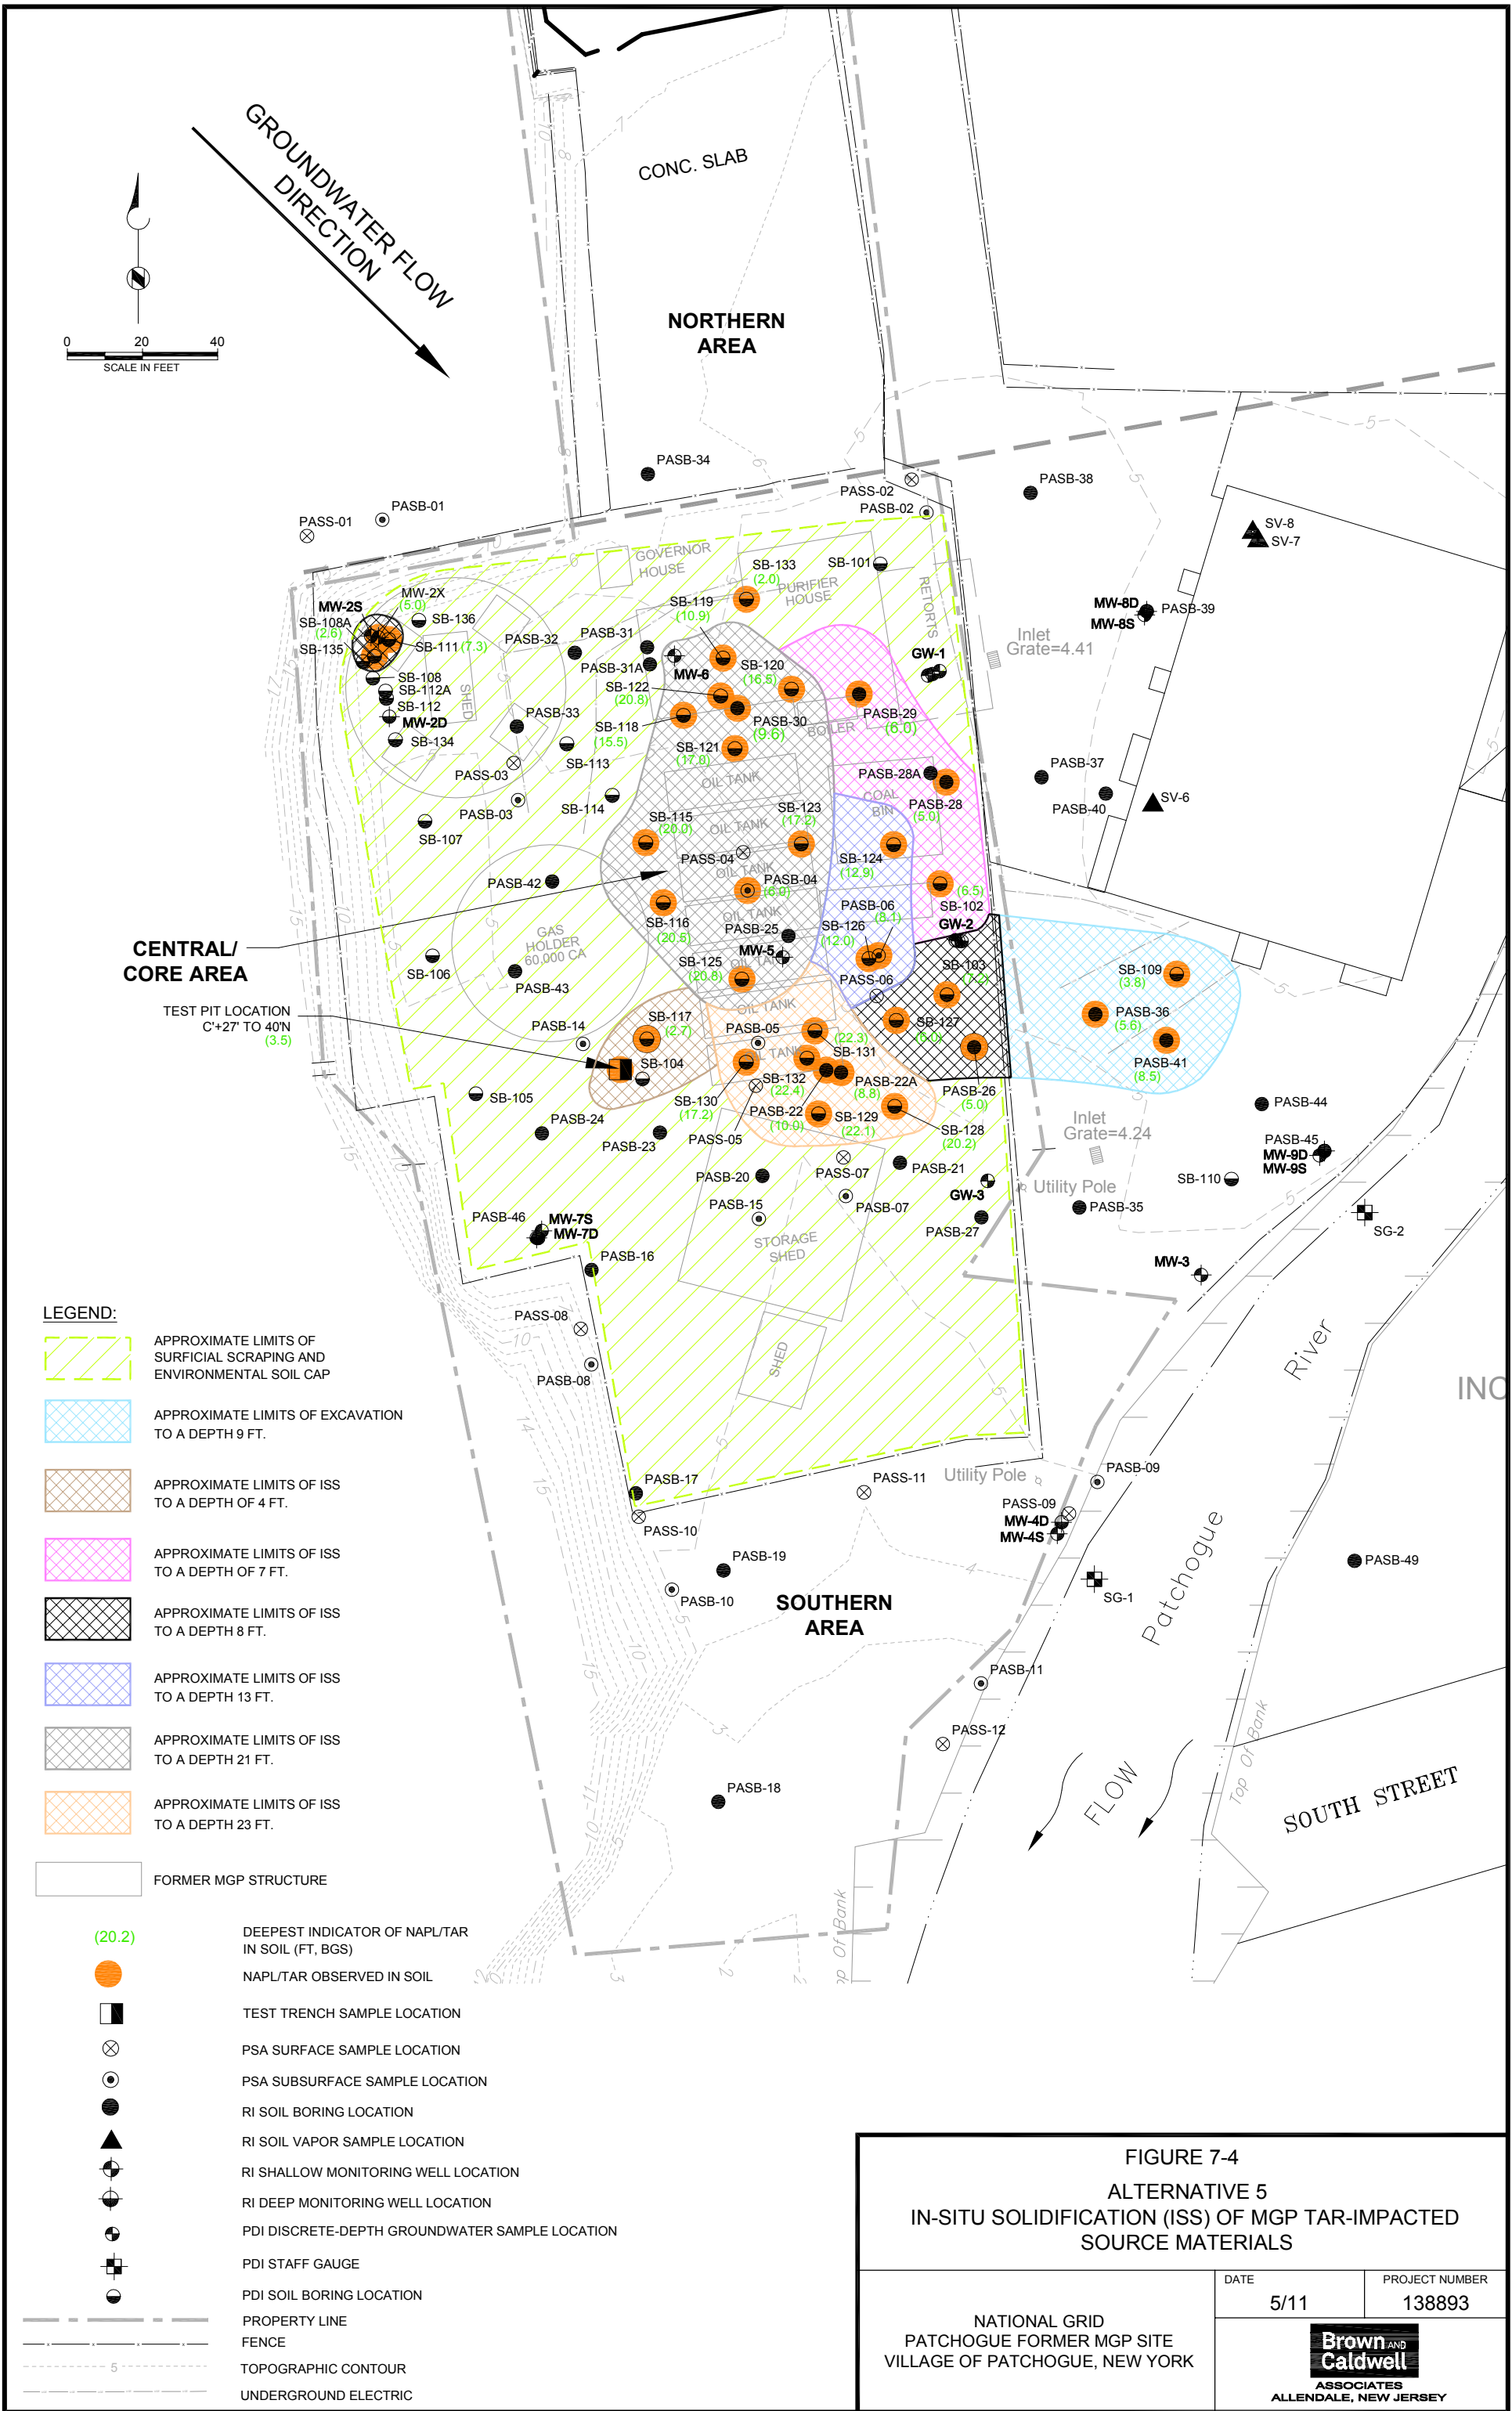 GROUNDWATER FLOW
DIRECTION
CONC. SLAB
0 20 40
SCALE IN FEET
NORTHERN
AREA
PASB-34
PASS-02
PASB-02
PASB-38
PASS-01
PASB-01
SV-8
SV-7
GOVERNOR
HOUSE
SB-133
(2.0)
PURIFIER
HOUSE
SB-101
RETORTS
MW-2S
MW-2X
(5.0)
SB-108A
(2.6)
SB-136
SB-135
SB-111 (7.3)
SB-108
SB-112A
SB-112
MW-2D
SB-134
SHED
SB-119
(10.9)
PASB-32
PASB-31
PASB-31A
MW-6
SB-120
(15.5)
SB-122
(20.8)
SB-118
(15.5)
PASB-30
(9.6)
SB-121
(17.0)
BOILER
PASB-29
(6.0)
GW-1
Inlet
Grate=4.41
MW-8D
MW-8S
PASB-39
PASB-33
SB-113
PASS-03
PASB-03
SB-114
SB-107
OIL TANK
COAL
BIN
PASB-28A
PASB-28
(5.0)
PASB-37
PASB-40
SV-6
SB-115
(20.0)
OIL TANK
SB-123
(17.2)
SB-124
(12.9)
PASS-04
OIL TANK
PASB-04
(6.0)
PASB-42
SB-116
(20.5)
OIL TANK
PASB-25
MW-5
OIL TANK
SB-125
(20.8)
PASB-06
(8.1)
SB-126
(12.0)
PASS-06
(6.5)
SB-102
GW-2
SB-103
(7.2)
SB-109
(3.8)
PASB-36
(5.6)
PASB-41
(8.5)
CENTRAL/
CORE AREA
GAS
HOLDER
60,000 CA
SB-106
PASB-43
TEST PIT LOCATION
C'+27' TO 40'N
(3.5)
PASB-14
SB-117
(2.7)
SB-104
SB-105
OIL TANK
PASB-05
OIL TANK
(22.3)
SB-131
SB-127
(6.0)
SB-132
(22.4)
PASB-22A
(8.8)
PASB-26
(5.0)
SB-130
(17.2)
PASS-05
PASB-22
(10.0)
SB-129
(22.1)
SB-128
(20.2)
PASB-24
PASB-23
Inlet
Grate=4.24
PASB-44
PASB-45
MW-9D
MW-9S
SB-110
PASB-20
PASS-07
PASB-21
PASB-15
PASB-07
GW-3
Utility Pole
PASB-27
PASB-35
SG-2
PASB-46
MW-7S
MW-7D
PASB-16
STORAGE
SHED
MW-3
PASS-08
PASB-08
SHED
River
INC
PASB-17
PASS-10
PASS-11
Utility Pole
PASB-09
PASS-09
MW-4D
MW-4S
PASB-19
PASB-10
SOUTHERN
AREA
SG-1
Patchogue
PASB-49
PASB-11
PASS-12
PASB-18
FLOW
Top Of Bank
SOUTH STREET
op Of Bank
LEGEND:
APPROXIMATE LIMITS OF
SURFICIAL SCRAPING AND
ENVIRONMENTAL SOIL CAP
APPROXIMATE LIMITS OF EXCAVATION
TO A DEPTH 9 FT.
APPROXIMATE LIMITS OF ISS
TO A DEPTH OF 4 FT.
APPROXIMATE LIMITS OF ISS
TO A DEPTH OF 7 FT.
APPROXIMATE LIMITS OF ISS
TO A DEPTH 8 FT.
APPROXIMATE LIMITS OF ISS
TO A DEPTH 13 FT.
APPROXIMATE LIMITS OF ISS
TO A DEPTH 21 FT.
APPROXIMATE LIMITS OF ISS
TO A DEPTH 23 FT.
FORMER MGP STRUCTURE
(20.2) DEEPEST INDICATOR OF NAPL/TAR
IN SOIL (FT, BGS)
NAPL/TAR OBSERVED IN SOIL
TEST TRENCH SAMPLE LOCATION
PSA SURFACE SAMPLE LOCATION
PSA SUBSURFACE SAMPLE LOCATION
RI SOIL BORING LOCATION
RI SOIL VAPOR SAMPLE LOCATION
RI SHALLOW MONITORING WELL LOCATION
RI DEEP MONITORING WELL LOCATION
PDI DISCRETE-DEPTH GROUNDWATER SAMPLE LOCATION
PDI STAFF GAUGE
PDI SOIL BORING LOCATION
PROPERTY LINE
FENCE
5 TOPOGRAPHIC CONTOUR
UNDERGROUND ELECTRIC
FIGURE 7-4
ALTERNATIVE 5
IN-SITU SOLIDIFICATION (ISS) OF MGP TAR-IMPACTED
SOURCE MATERIALS
NATIONAL GRID
PATCHOGUE FORMER MGP SITE
VILLAGE OF PATCHOGUE, NEW YORK
DATE
5/11
PROJECT NUMBER
138893
Brown AND
Caldwell
ASSOCIATES
ALLENDALE, NEW JERSEY